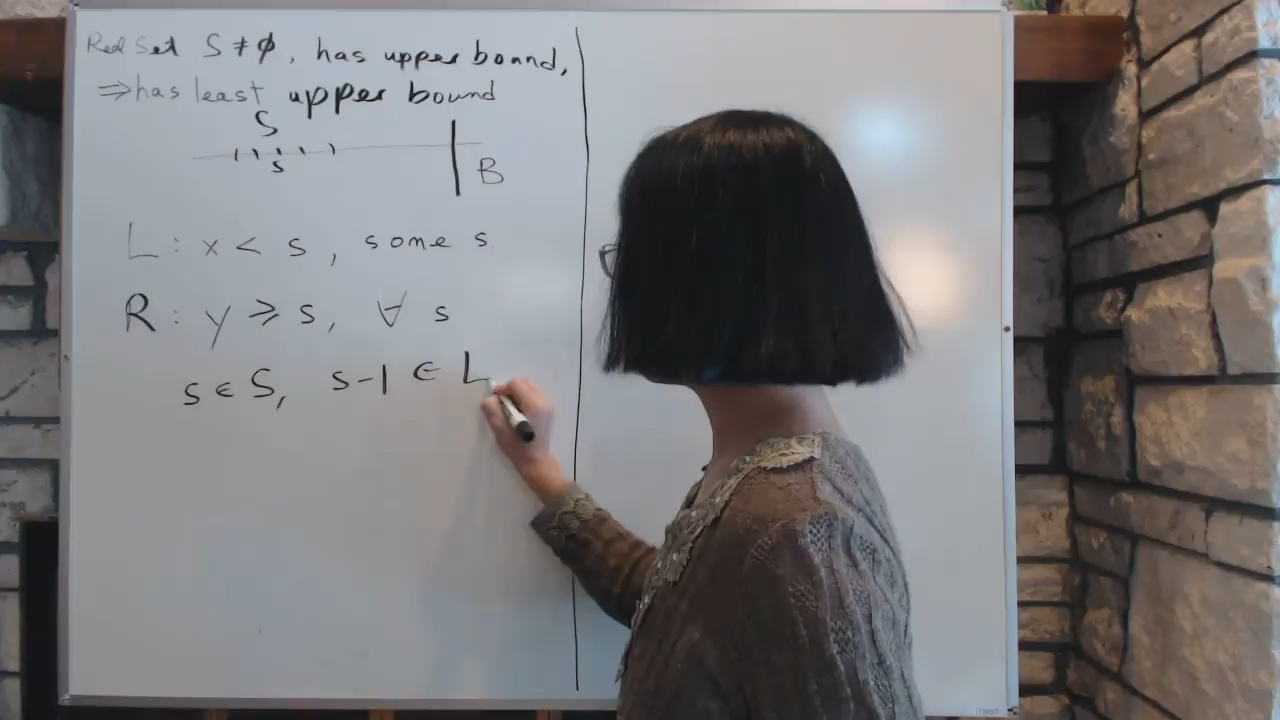 Real Set S ≠ ϕ, has upper bound,
⇒ has least upper bound
S
s
B
L: x < s, some s
R: y ⩾ s, ∀ s
s ∈ S, s-1 ∈ L